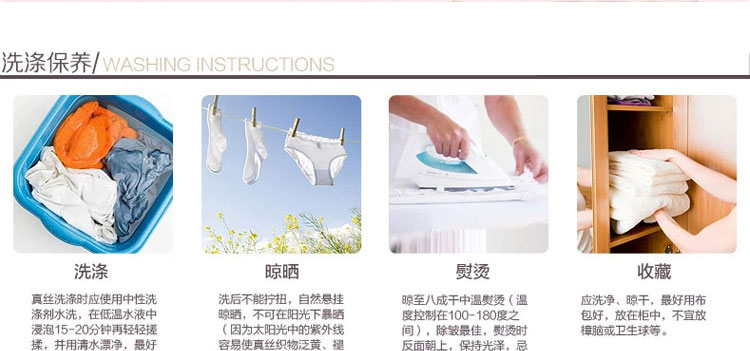 洗涤保养/WASHING INSTRUCTIONS
洗涤
真丝洗涤时应使用中性洗
涤剂水洗，在低温水液中
浸泡15-20分钟再轻轻搓
揉，并用清水漂净，最好
晾晒
洗后不能拧扭，自然悬挂
晾晒，不可在阳光下暴晒
（因为太阳光中的紫外线
容易使真丝织物泛黄、褪
熨烫
晾至八成干中温熨烫（温
度控制在100-180度之
间），除皱最佳，熨烫时
反面朝上，保持光泽，忌
收藏
应洗净、晾干，最好用布
包好，放在柜中，不宜放
樟脑或卫生球等。